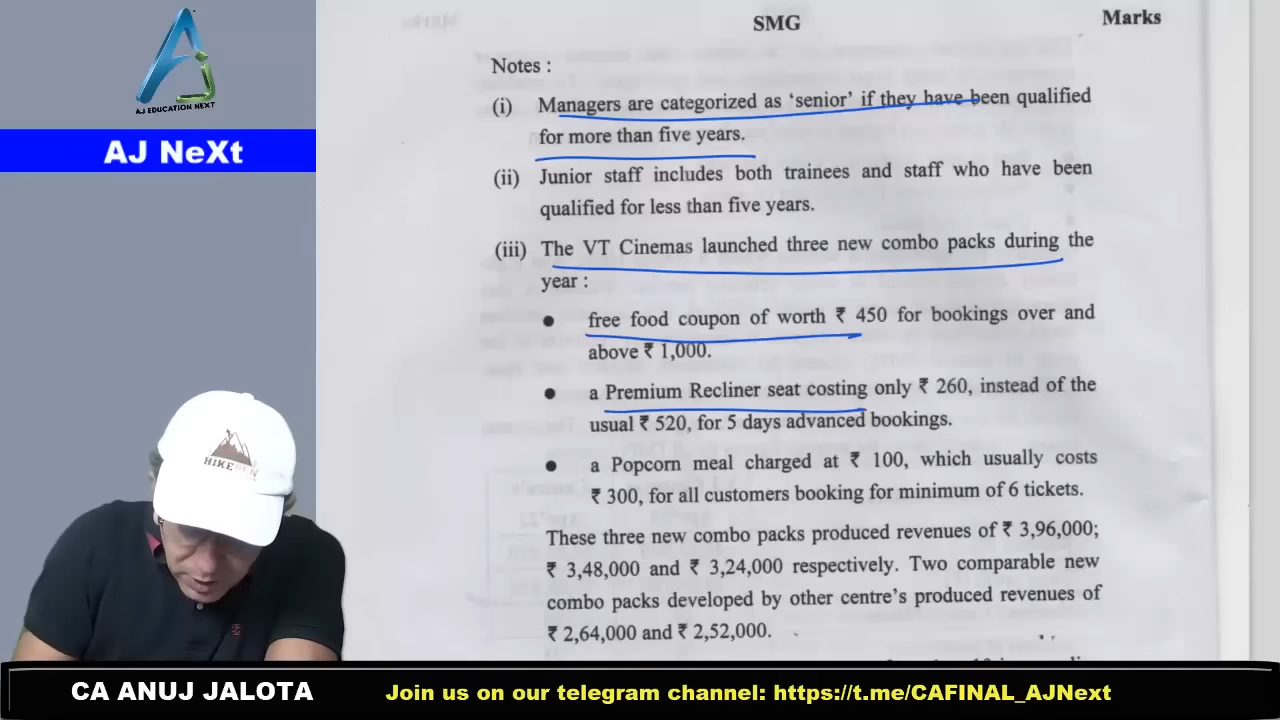 AJ EDUCATION NEXT
AJ NeXt
HIKE
SMG
Marks
Notes :
(i) Managers are categorized as ‘senior’ if they have been qualified
for more than five years.
(ii) Junior staff includes both trainees and staff who have been
qualified for less than five years.
(iii) The VT Cinemas launched three new combo packs during the
year :
● free food coupon of worth ₹ 450 for bookings over and
above ₹ 1,000.
● a Premium Recliner seat costing only ₹ 260, instead of the
usual ₹ 520, for 5 days advanced bookings.
● a Popcorn meal charged at ₹ 100, which usually costs
₹ 300, for all customers booking for minimum of 6 tickets.
These three new combo packs produced revenues of ₹ 3,96,000;
₹ 3,48,000 and ₹ 3,24,000 respectively. Two comparable new
combo packs developed by other centre’s produced revenues of
₹ 2,64,000 and ₹ 2,52,000.
CA ANUJ JALOTA
Join us on our telegram channel: https://t.me/CAFINAL_AJNext